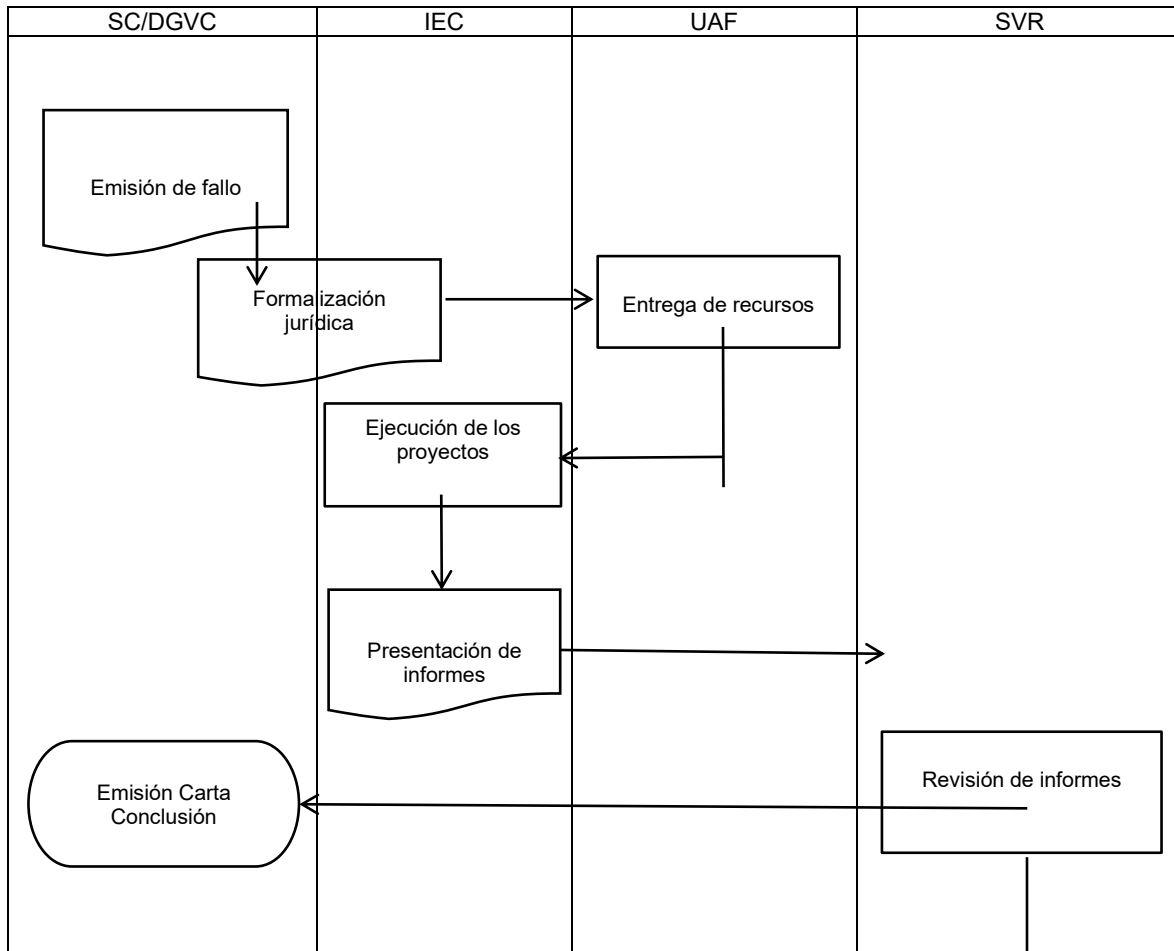 SC/DGVC
IEC
UAF
SVR
Emisión de fallo
Formalización
jurídica
Entrega de recursos
Ejecución de los
proyectos
Presentación de
informes
Emisión Carta
Conclusión
Revisión de informes